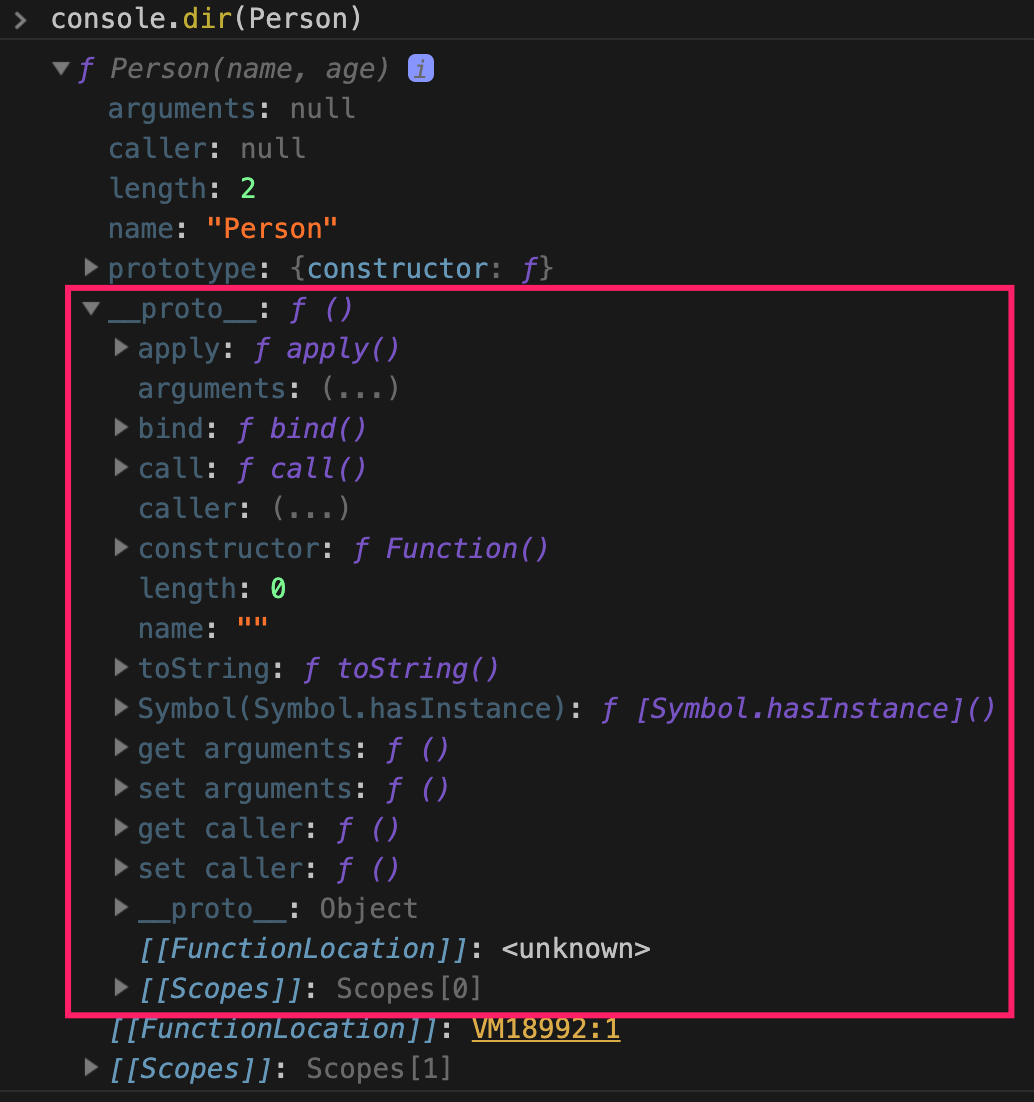 > console.dir(Person)
▼ƒ Person(name, age) i
arguments: null
caller: null
length: 2
name: "Person"
▶prototype: {constructor: ƒ}
▼__proto__: ƒ ()
▶apply: ƒ apply()
arguments: (...)
▶bind: ƒ bind()
▶call: ƒ call()
caller: (...)
▶constructor: ƒ Function()
length: 0
name: ""
▶toString: ƒ toString()
▶Symbol(Symbol.hasInstance): ƒ [Symbol.hasInstance]()
▶get arguments: ƒ ()
▶set arguments: ƒ ()
▶get caller: ƒ ()
▶set caller: ƒ ()
▶__proto__: Object
[[FunctionLocation]]: <unknown>
▶[[Scopes]]: Scopes[0]
[[FunctionLocation]]: VM18992:1
▶[[Scopes]]: Scopes[1]